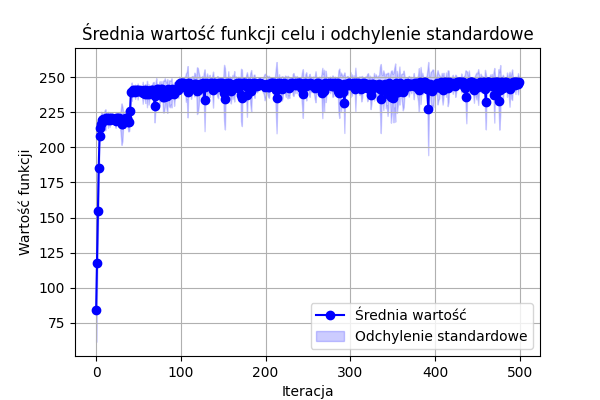 Średnia wartość funkcji celu i odchylenie standardowe
Wartość funkcji
250
225
200
175
150
125
100
75
0 100 200 300 400 500
Iteracja
Średnia wartość
Odchylenie standardowe